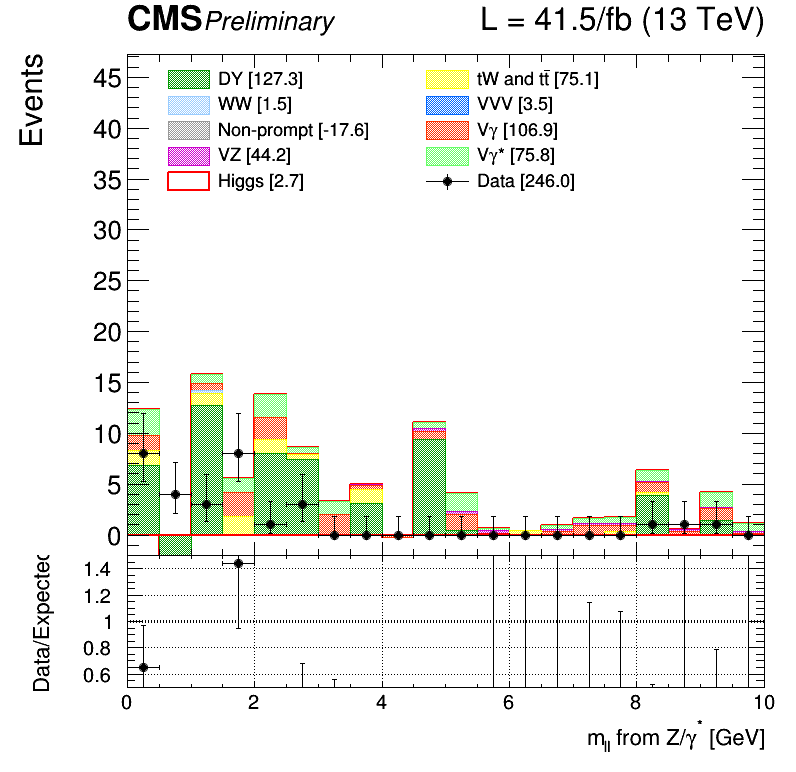 CMS Preliminary L = 41.5/fb (13 TeV)
Events
45
40
35
30
25
20
15
10
5
0
DY [127.3]
WW [1.5]
Non-prompt [-17.6]
VZ [44.2]
Higgs [2.7]
tW and tt̄ [75.1]
VVV [3.5]
Vγ [106.9]
Vγ* [75.8]
Data [246.0]
Data/Expected
1.4
1.2
1
0.8
0.6
0 2 4 6 8 10
m_ll from Z/γ* [GeV]